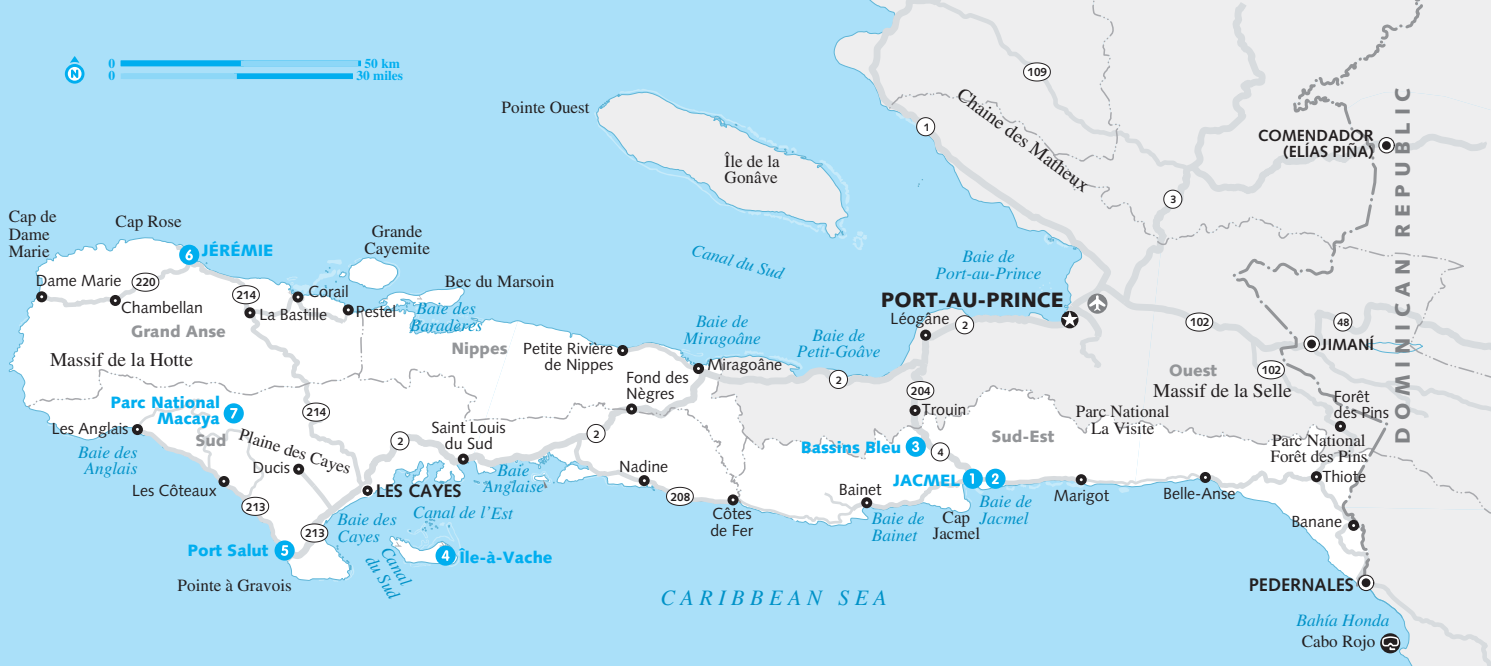 0
50 km
0
30 miles
N
109
Pointe Ouest
1
Chaine des Matheux
COMENDADOR
(ELÍAS PIÑA)
DOMINICAN REPUBLIC
Île de la
Gonâve
3
Cap de
Dame
Marie
Cap Rose
Grande
Cayemite
6
JÉRÉMIE
Canal du Sud
Baie de
Port-au-Prince
Bec du Marsoin
Dame Marie
220
214
Corail
PORT-AU-PRINCE
Chambellan
La Bastille
Pestel
Baie des
Baradères
Léogâne
2
102
48
Grand Anse
Baie de
Miragoâne
Baie de
Petit-Goâve
JIMANÍ
Nippes
Petite Rivière
de Nippes
Massif de la Hotte
Miragoâne
2
Ouest
102
Massif de la Selle
Fond des
Nègres
204
Parc National
Macaya
7
214
Trouin
Parc National
La Visite
Forêt
des Pins
Les Anglais
Sud
Plaine des Cayes
2
Saint Louis
du Sud
2
Bassins Bleu
3
4
Sud-Est
Parc National
Forêt des Pins
Baie des
Anglais
Ducis
Baie
Anglaise
Nadine
JACMEL
1
2
Thiote
Les Côteaux
LES CAYES
208
Bainet
Marigot
Belle-Anse
213
Canal de l'Est
Côtes
de Fer
Baie de
Jacmel
213
Baie des
Cayes
Baie de
Bainet
Cap
Jacmel
Banane
Port Salut
5
Canal
du Sud
4
Île-à-Vache
Pointe à Gravois
CARIBBEAN SEA
PEDERNALES
Bahía Honda
Cabo Rojo